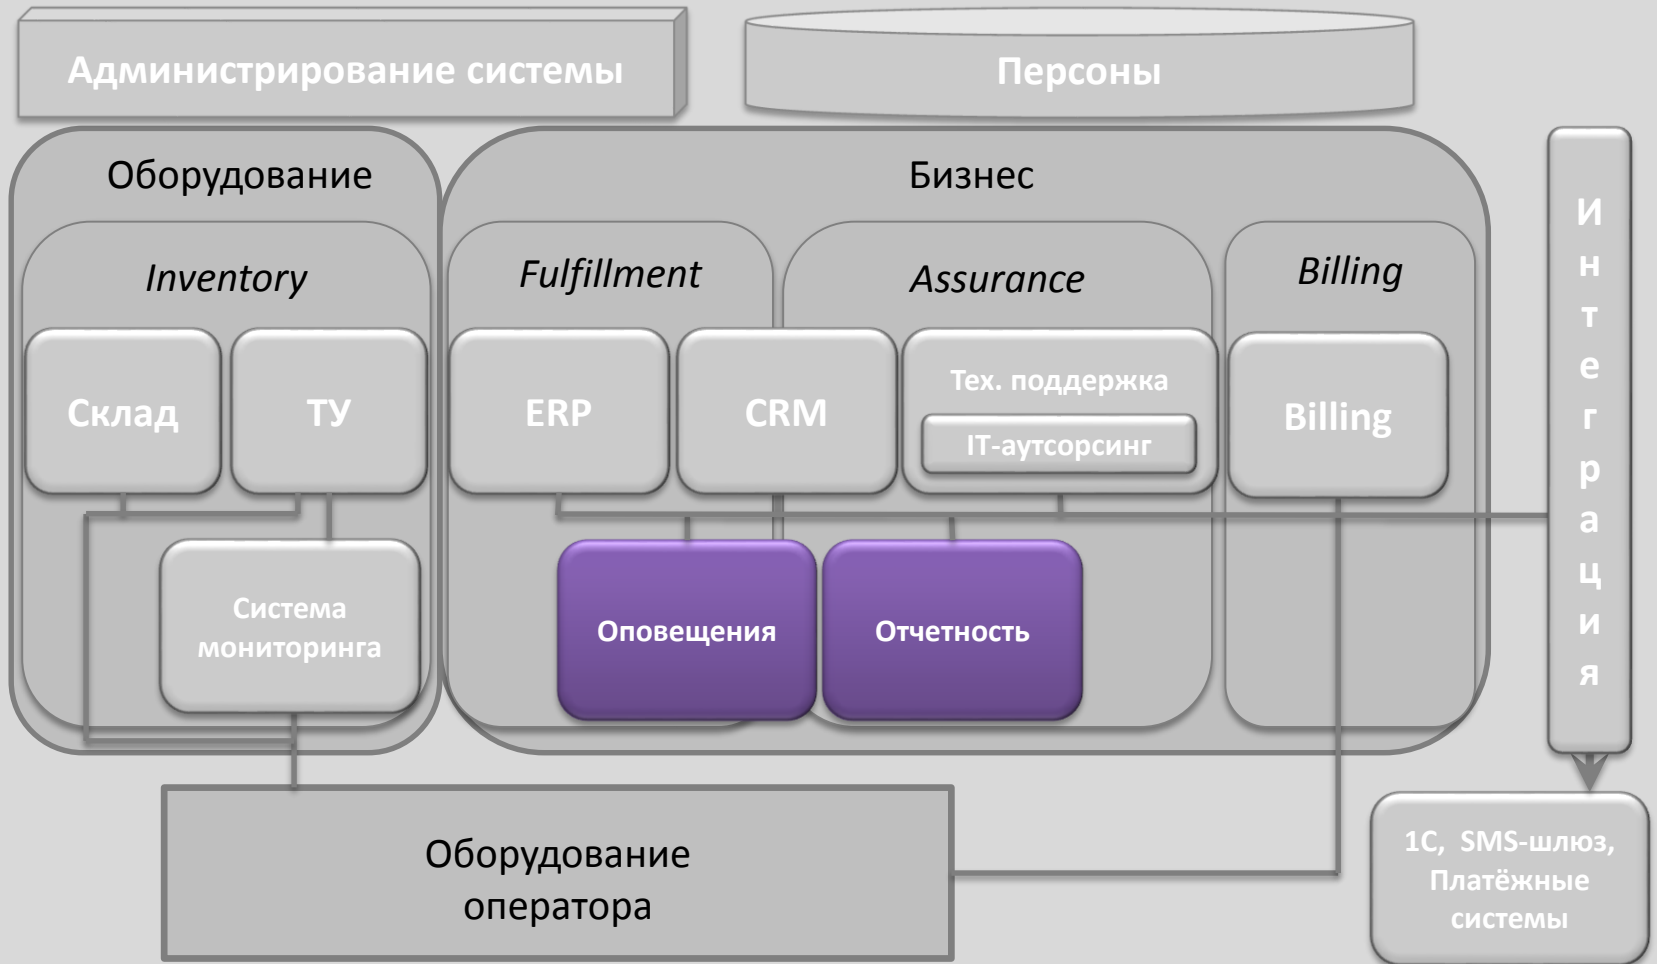 Администрирование системы
Персоны
Оборудование
Бизнес
Inventory
Fulfillment
Assurance
Billing
Склад
ТУ
ERP
CRM
Тех. поддержка
IT-аутсорсинг
Billing
Система
мониторинга
Оповещения
Отчетность
И
н
т
е
г
р
а
ц
и
я
Оборудование
оператора
1С, SMS-шлюз,
Платёжные
системы